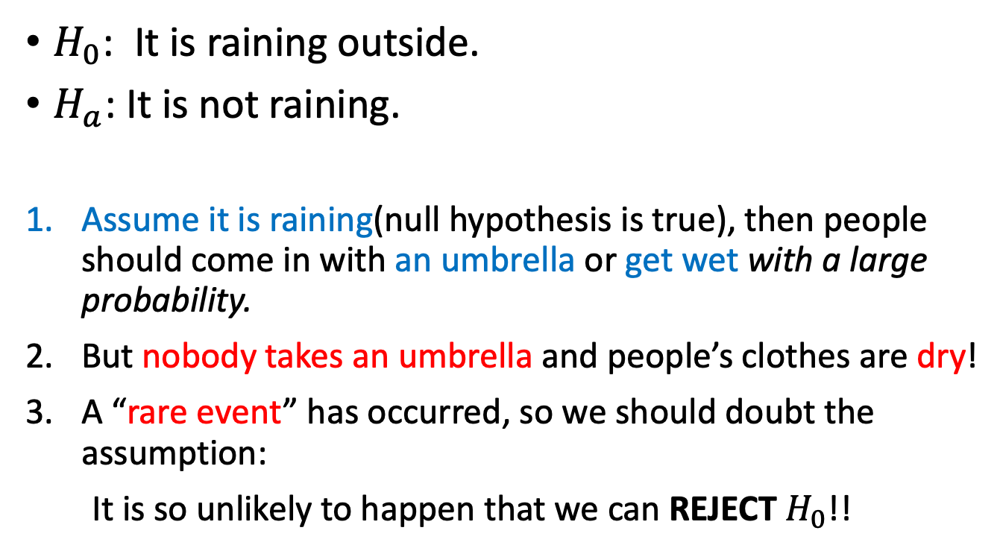 • H₀: It is raining outside.
• Hₐ: It is not raining.
1. Assume it is raining(null hypothesis is true), then people
should come in with an umbrella or get wet with a large
probability.
2. But nobody takes an umbrella and people’s clothes are dry!
3. A “rare event” has occurred, so we should doubt the
assumption:
It is so unlikely to happen that we can REJECT H₀!!